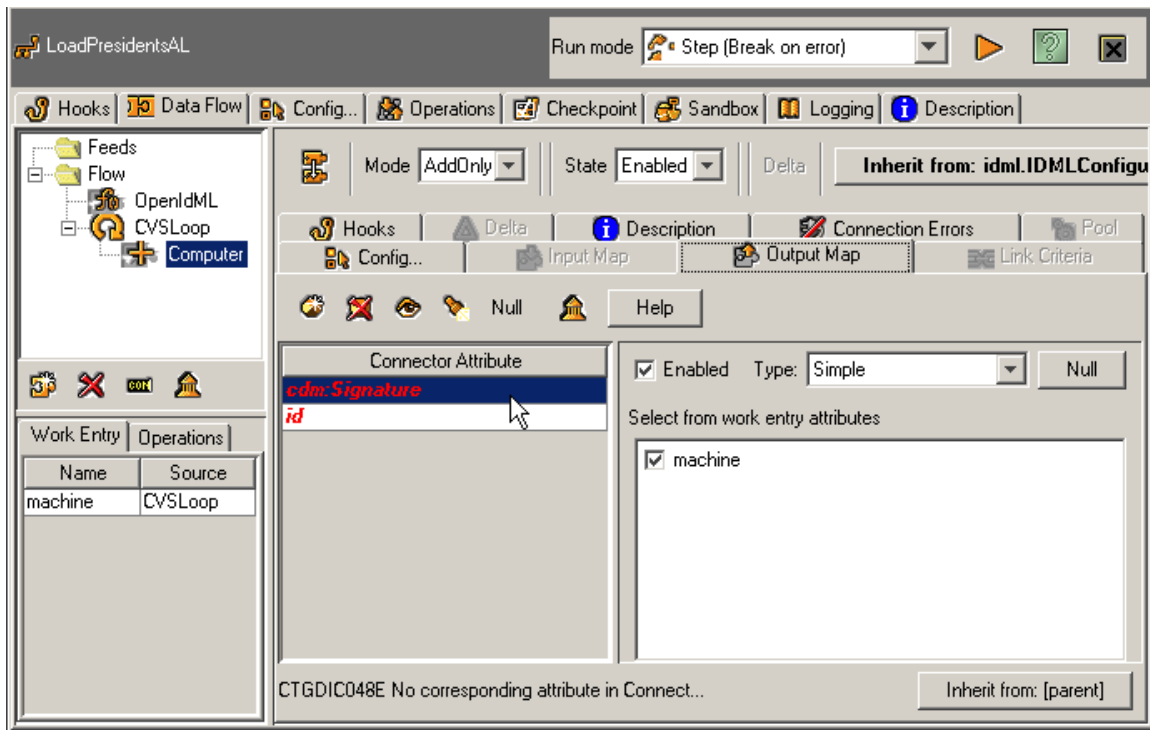 LoadPresidentsAL
Run mode Step (Break on error)
Hooks Data Flow Config... Operations Checkpoint Sandbox Logging Description
Feeds
Flow
OpenIdML
CVSLoop
Computer
CON
Work Entry Operations
Name Source
machine CVSLoop
Mode AddOnly State Enabled Delta Inherit from: idml.IDMLConfigu
Hooks Delta Description Connection Errors Pool
Config... Input Map Output Map Link Criteria
Null Help
Connector Attribute
cdm:Signature
id
Enabled Type: Simple Null
Select from work entry attributes
machine
CTGDIC048E No corresponding attribute in Connect...
Inherit from: [parent]